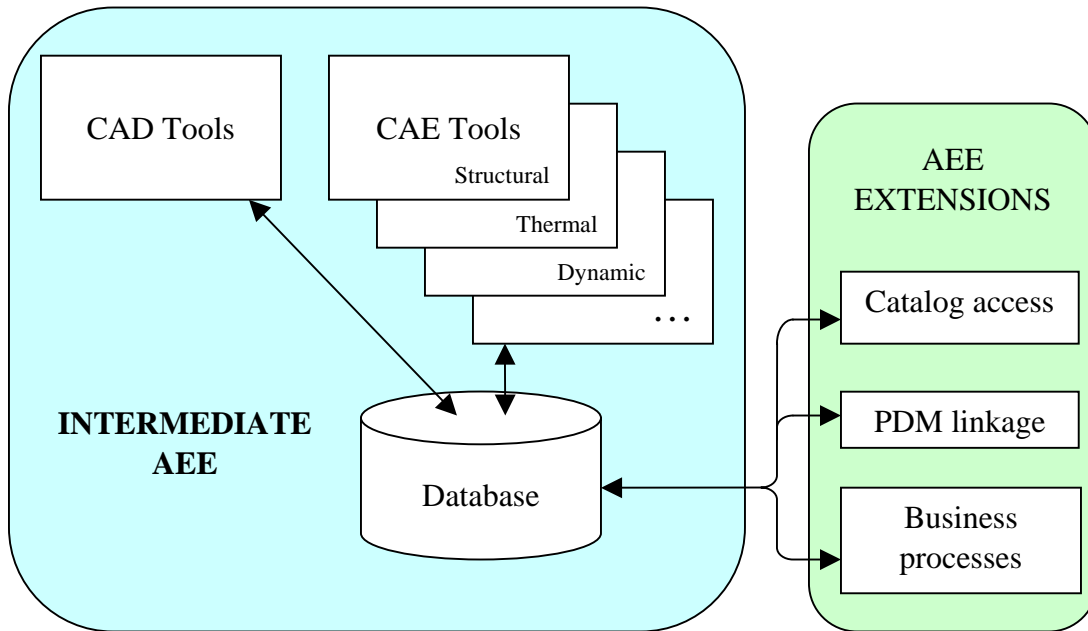 CAD Tools
CAE Tools
Structural
Thermal
Dynamic
...
INTERMEDIATE
AEE
Database
AEE
EXTENSIONS
Catalog access
PDM linkage
Business
processes